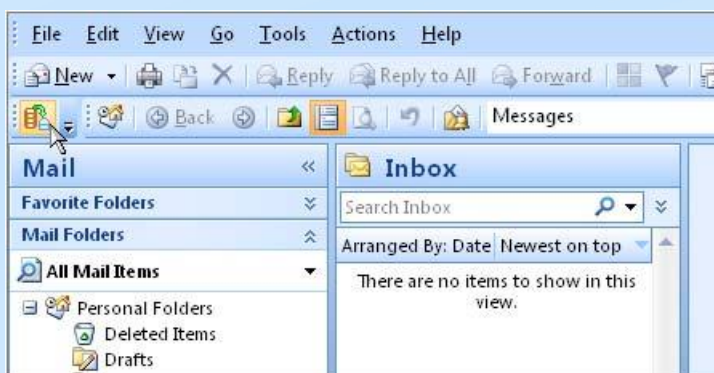 File Edit View Go Tools Actions Help
New Reply Reply to All Forward
Back Messages
Mail
Inbox
Favorite Folders
Search Inbox
Mail Folders
Arranged By: Date Newest on top
All Mail Items
There are no items to show in this
view.
Personal Folders
Deleted Items
Drafts